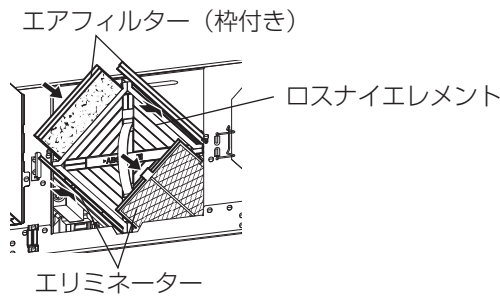 エアフィルター（枠付き）
ロスナイエレメント
エリミネーター